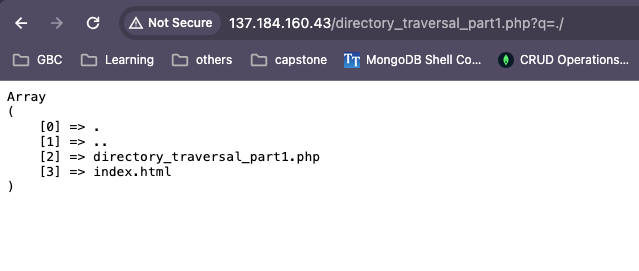 Not Secure 137.184.160.43/directory_traversal_part1.php?q=./
GBC Learning others capstone TT MongoDB Shell Co... CRUD Operations...
Array
(
    [0] => .
    [1] => ..
    [2] => directory_traversal_part1.php
    [3] => index.html
)